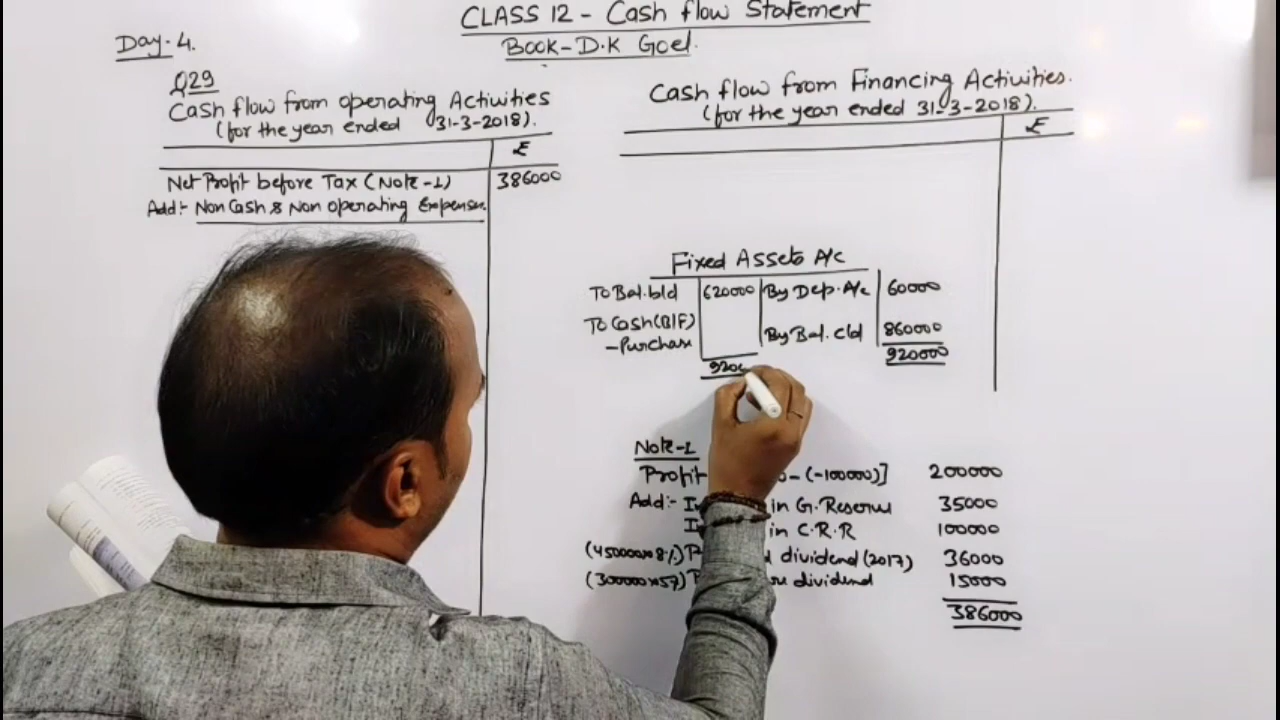 CLASS 12 - Cash flow Statement
Day-4.
Book-D.K Goel.
Q29
Cash flow from operating Activities
(for the year ended 31-3-2018).
₹
Net Profit before Tax (Note-1) 386000
Add:- Non Cash & Non operating Expenses.
Cash flow from Financing Activities.
(for the year ended 31-3-2018).
₹
Fixed Assets A/c
To Bal. b/d 620000 By Dep. A/c 60000
To Cash (B/F)
-Purchase By Bal. c/d 860000
920000
Note-1
Profit (-100000)] 200000
Add:- in G. Reserve 35000
in C.R.R 100000
(450000x8%) dividend (2017) 36000
dividend 15000
386000